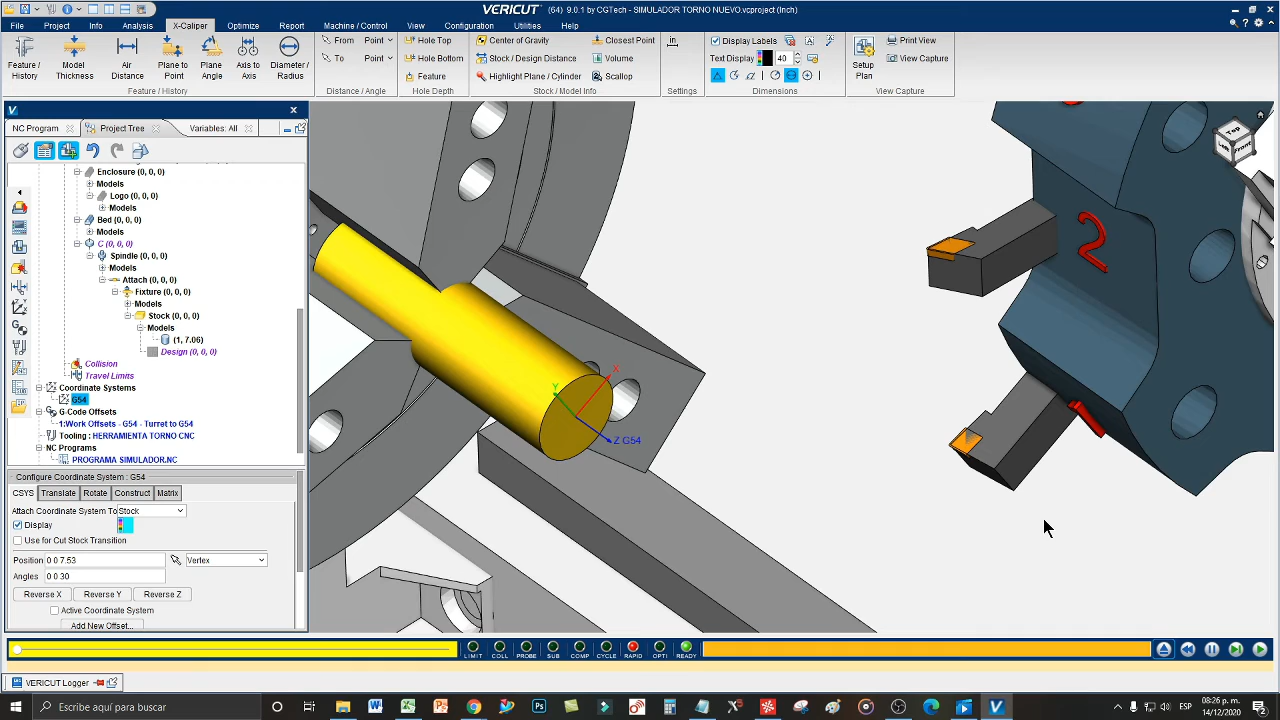 VERICUT (64) 9.0.1 by CGTech - SIMULADOR TORNO NUEVO.vcproject (Inch)
File Project Info Analysis X-Caliper Optimize Report Machine / Control View Configuration Utilities Help
Feature / History
Model Thickness
Air Distance
Plane to Point
Plane Angle
Axis to Axis
Diameter / Radius
Feature / History
From Point
To Point
Distance / Angle
Hole Top
Hole Bottom
Feature
Hole Depth
Center of Gravity
Stock / Design Distance
Highlight Plane / Cylinder
Closest Point
Volume
Scallop
Stock / Model Info
in
Settings
Display Labels
Text Display 40
Dimensions
Setup Plan
Print View
View Capture
View Capture
NC Program Project Tree Variables: All
Enclosure (0, 0, 0)
Models
Logo (0, 0, 0)
Models
Bed (0, 0, 0)
Models
C (0, 0, 0)
Spindle (0, 0, 0)
Models
Attach (0, 0, 0)
Fixture (0, 0, 0)
Models
Stock (0, 0, 0)
Models
(1, 7.06)
Design (0, 0, 0)
Collision
Travel Limits
Coordinate Systems
G54
G-Code Offsets
1:Work Offsets - G54 - Turret to G54
Tooling : HERRAMIENTA TORNO CNC
NC Programs
PROGRAMA SIMULADOR.NC
Configure Coordinate System : G54
CSYS Translate Rotate Construct Matrix
Attach Coordinate System To Stock
Display
Use for Cut Stock Transition
Position 0 0 7.53 Vertex
Angles 0 0 30
Reverse X Reverse Y Reverse Z
Active Coordinate System
Add New Offset...
X
Y
Z G54
2
Top
Left Front
LIMIT COLL PROBE SUB COMP CYCLE RAPID OPTI READY
VERICUT Logger
Escribe aquí para buscar
ESP
08:26 p. m.
14/12/2020